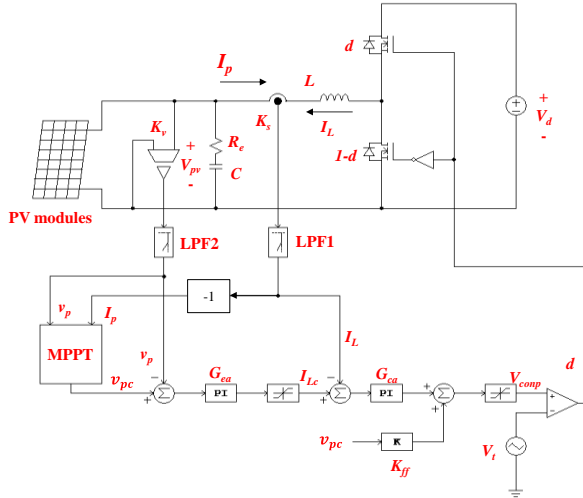 d
I_p
L
K_v
K_s
I_L
+
V_d
-
R_e
+
V_pv
-
C
1-d
PV modules
LPF2
LPF1
-1
v_p
I_p
I_L
MPPT
v_p
G_ea
I_Lc
G_ca
V_conp
d
v_pc
-
Σ
+
PI
-
Σ
+
PI
+
Σ
+
+
-
v_pc
K
K_ff
V_t